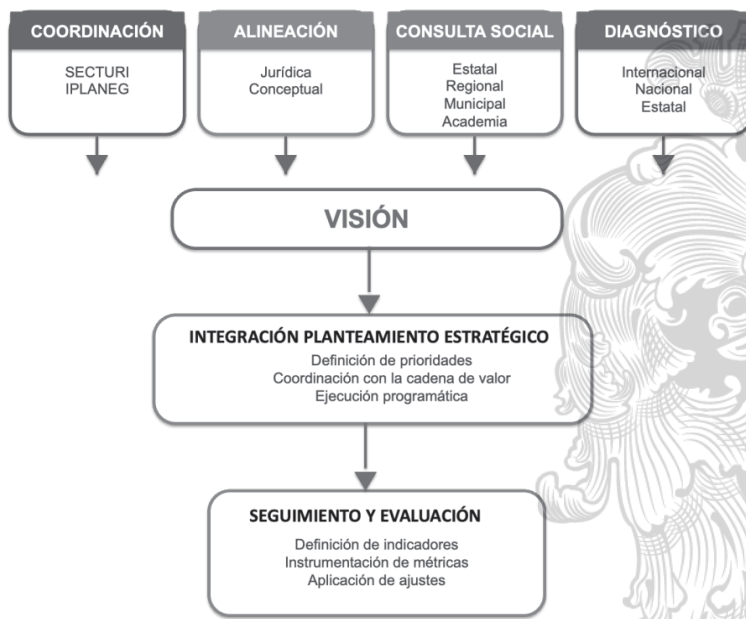 COORDINACIÓN
SECTURI
IPLANEG
ALINEACIÓN
Jurídica
Conceptual
CONSULTA SOCIAL
Estatal
Regional
Municipal
Academia
DIAGNÓSTICO
Internacional
Nacional
Estatal
VISIÓN
INTEGRACIÓN PLANTEAMIENTO ESTRATÉGICO
Definición de prioridades
Coordinación con la cadena de valor
Ejecución programática
SEGUIMIENTO Y EVALUACIÓN
Definición de indicadores
Instrumentación de métricas
Aplicación de ajustes